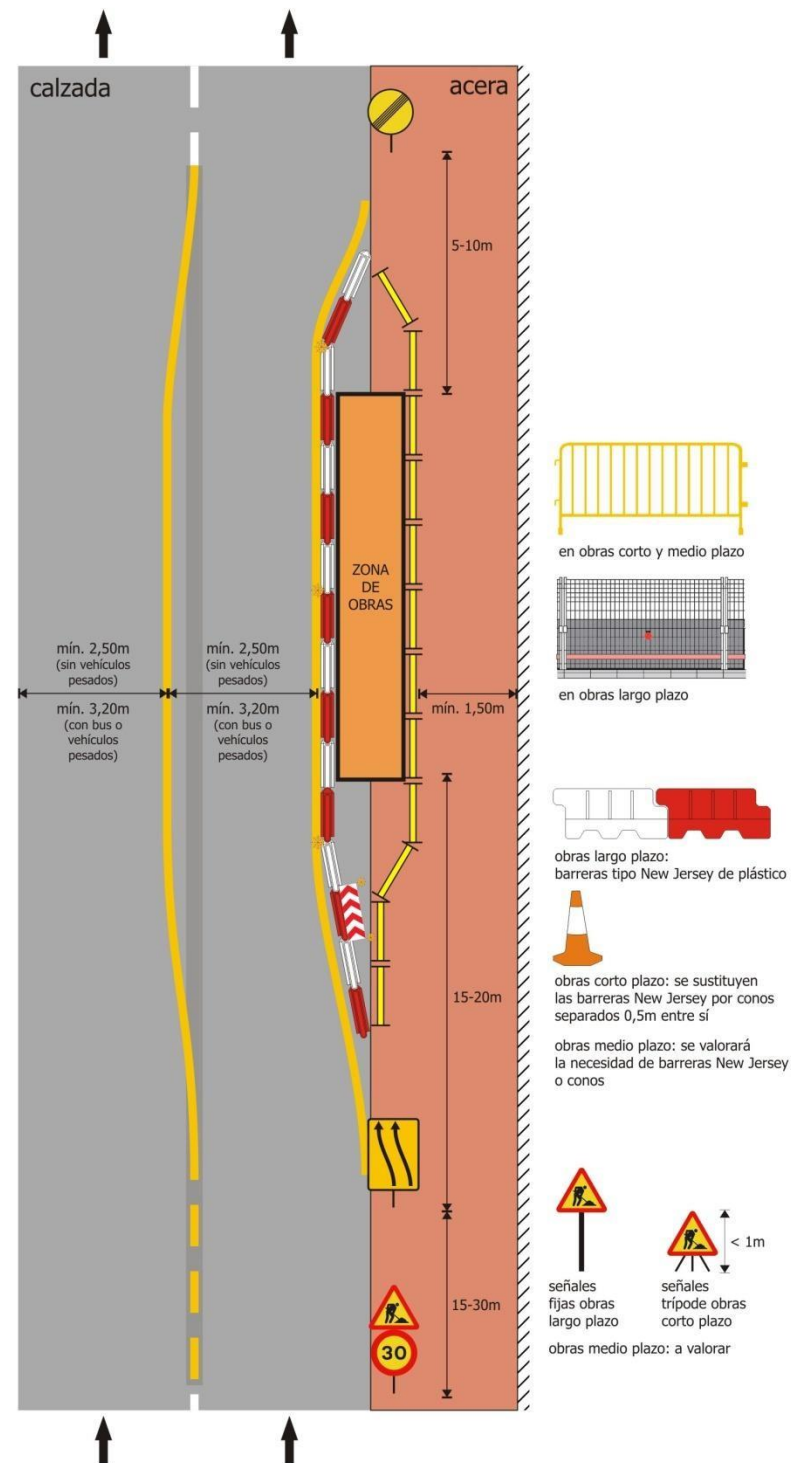 calzada
acera
5-10m
ZONA
DE
OBRAS
mín. 2,50m
(sin vehículos
pesados)
mín. 3,20m
(con bus o
vehículos
pesados)
mín. 2,50m
(sin vehículos
pesados)
mín. 3,20m
(con bus o
vehículos
pesados)
mín. 1,50m
15-20m
15-30m
30
en obras corto y medio plazo
en obras largo plazo
obras largo plazo:
barreras tipo New Jersey de plástico
obras corto plazo: se sustituyen
las barreras New Jersey por conos
separados 0,5m entre sí
obras medio plazo: se valorará
la necesidad de barreras New Jersey
o conos
< 1m
señales
fijas obras
largo plazo
señales
trípode obras
corto plazo
obras medio plazo: a valorar